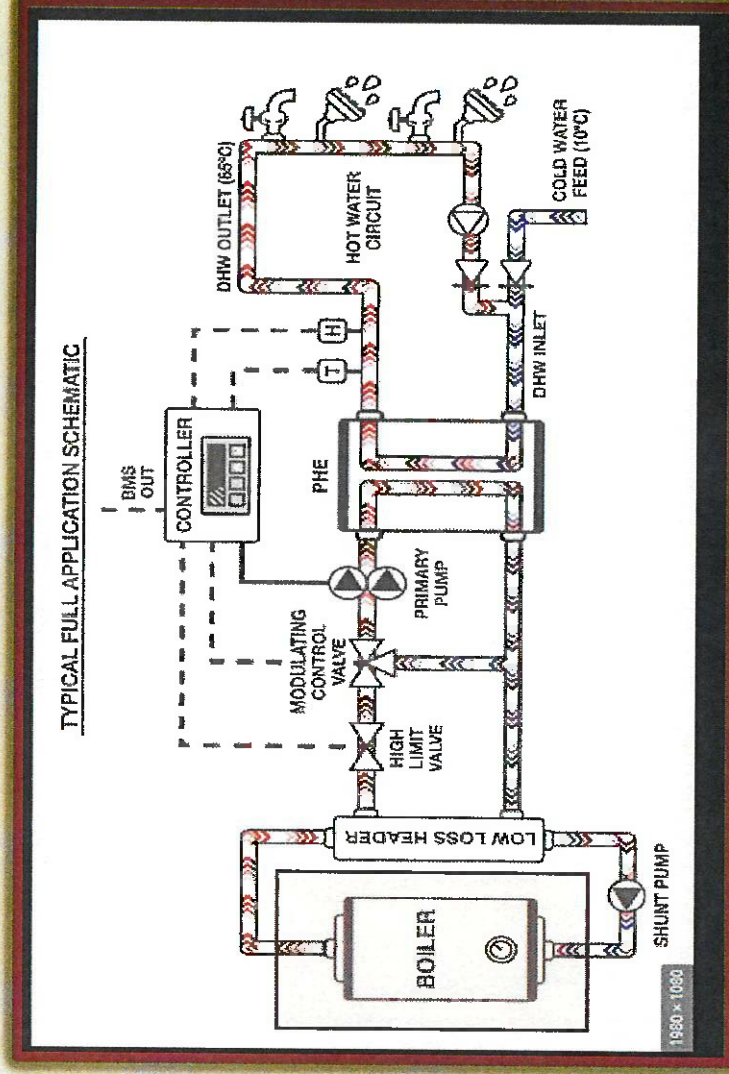 TYPICAL FULL APPLICATION SCHEMATIC
BMS
OUT
CONTROLLER
DHW OUTLET (65°C)
T
H
HOT WATER
CIRCUIT
MODULATING
CONTROL
VALVE
HIGH
LIMIT
VALVE
PRIMARY
PUMP
PHE
LOW LOSS HEADER
BOILER
DHW INLET
COLD WATER
FEED (10°C)
SHUNT PUMP
1980 × 1080